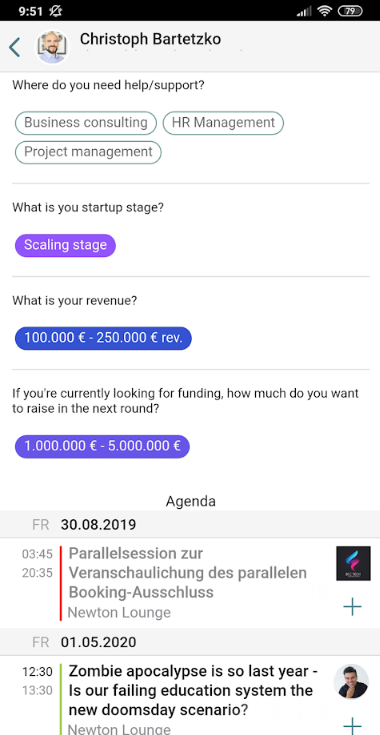 9:51
79
Christoph Bartetzko
Where do you need help/support?
Business consulting
HR Management
Project management
What is you startup stage?
Scaling stage
What is your revenue?
100.000 € - 250.000 € rev.
If you're currently looking for funding, how much do you want
to raise in the next round?
1.000.000 € - 5.000.000 €
Agenda
FR 30.08.2019
03:45 Parallelsession zur
20:35 Veranschaulichung des parallelen
Booking-Ausschluss
Newton Lounge
FR 01.05.2020
12:30 Zombie apocalypse is so last year -
13:30 Is our failing education system the
new doomsday scenario?
Newton Lounge